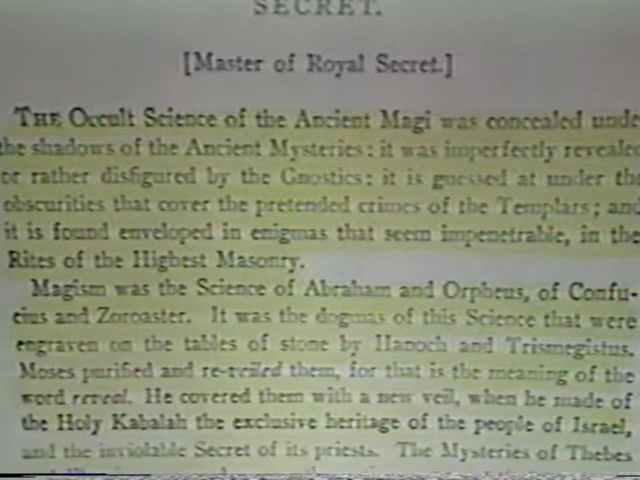 SECRET.
[Master of Royal Secret.]
THE Occult Science of the Ancient Magi was concealed unde
the shadows of the Ancient Mysteries: it was imperfectly revealed
or rather disfigured by the Gnostics: it is guessed at under the
obscurities that cover the pretended crimes of the Templars; and
it is found enveloped in enigmas that seem impenetrable, in the
Rites of the Highest Masonry.
Magism was the Science of Abraham and Orpheus, of Confu-
cius and Zoroaster. It was the dogmas of this Science that were
engraven on the tables of stone by Hanoch and Trismegistus.
Moses purified and re-veiled them, for that is the meaning of the
word reveal. He covered them with a new veil, when he made of
the Holy Kabalah the exclusive heritage of the people of Israel,
and the inviolable Secret of its priests. The Mysteries of Thebes